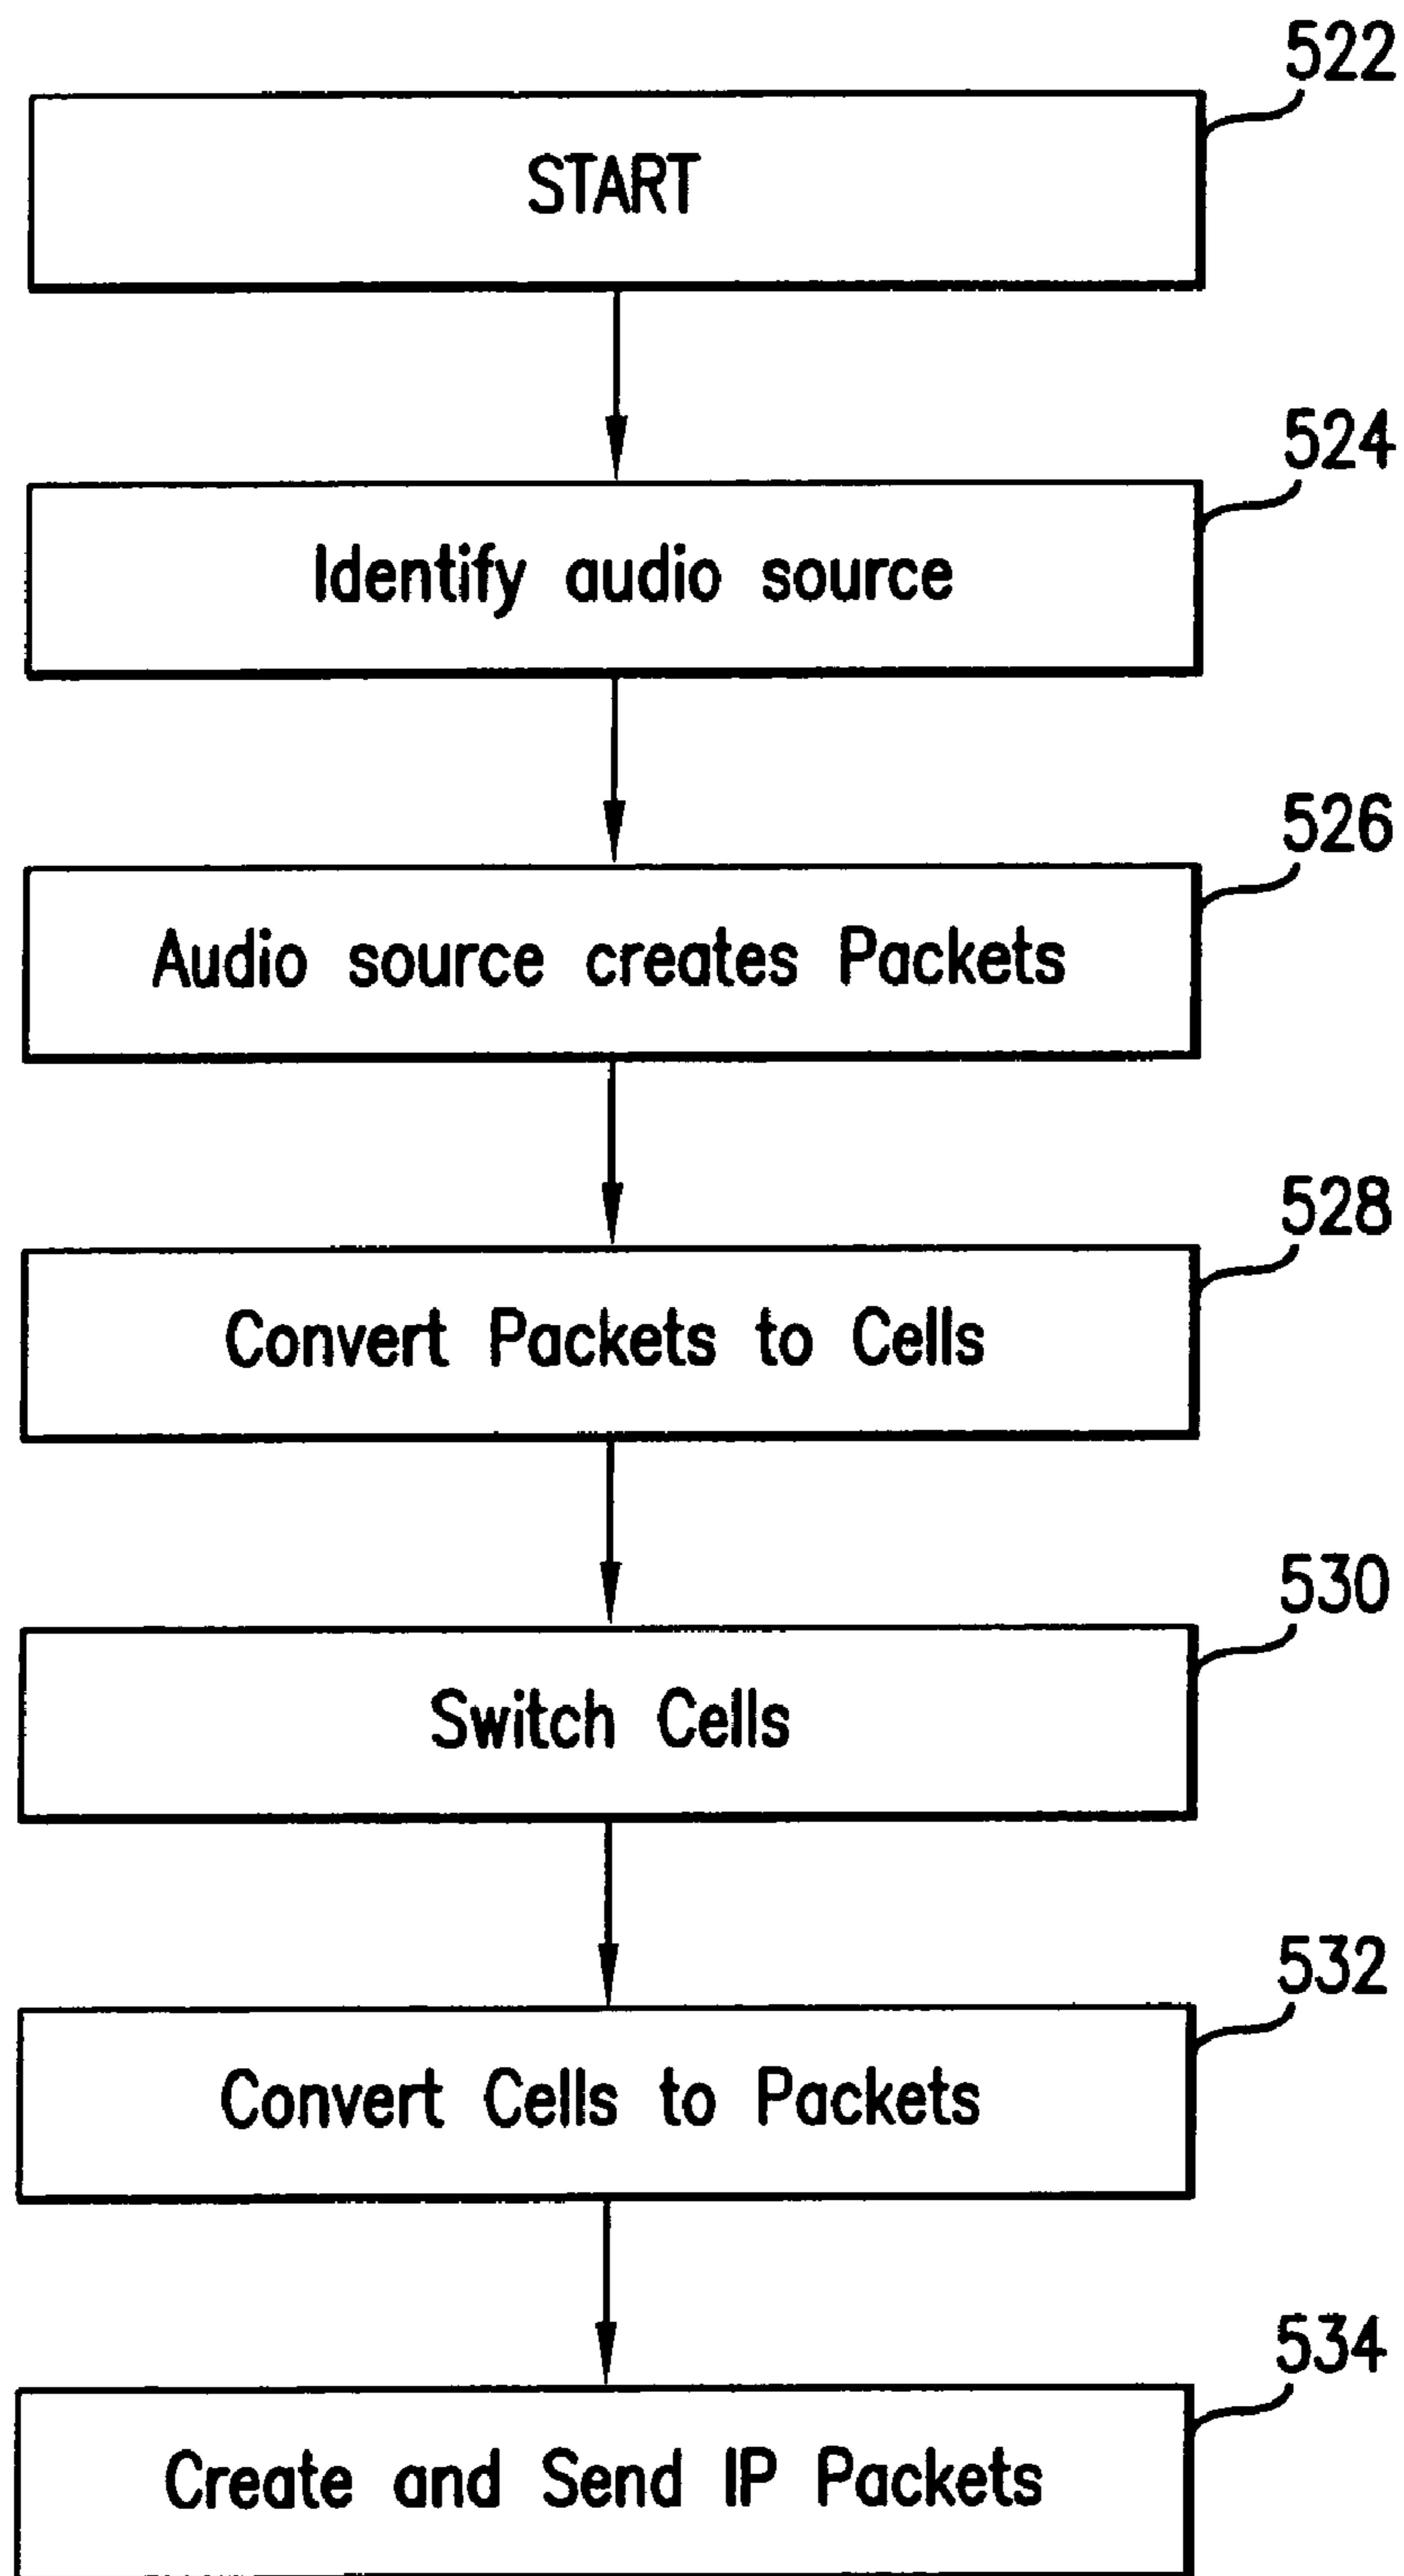 522
START
524
Identify audio source
526
Audio source creates Packets
528
Convert Packets to Cells
530
Switch Cells
532
Convert Cells to Packets
534
Create and Send IP Packets